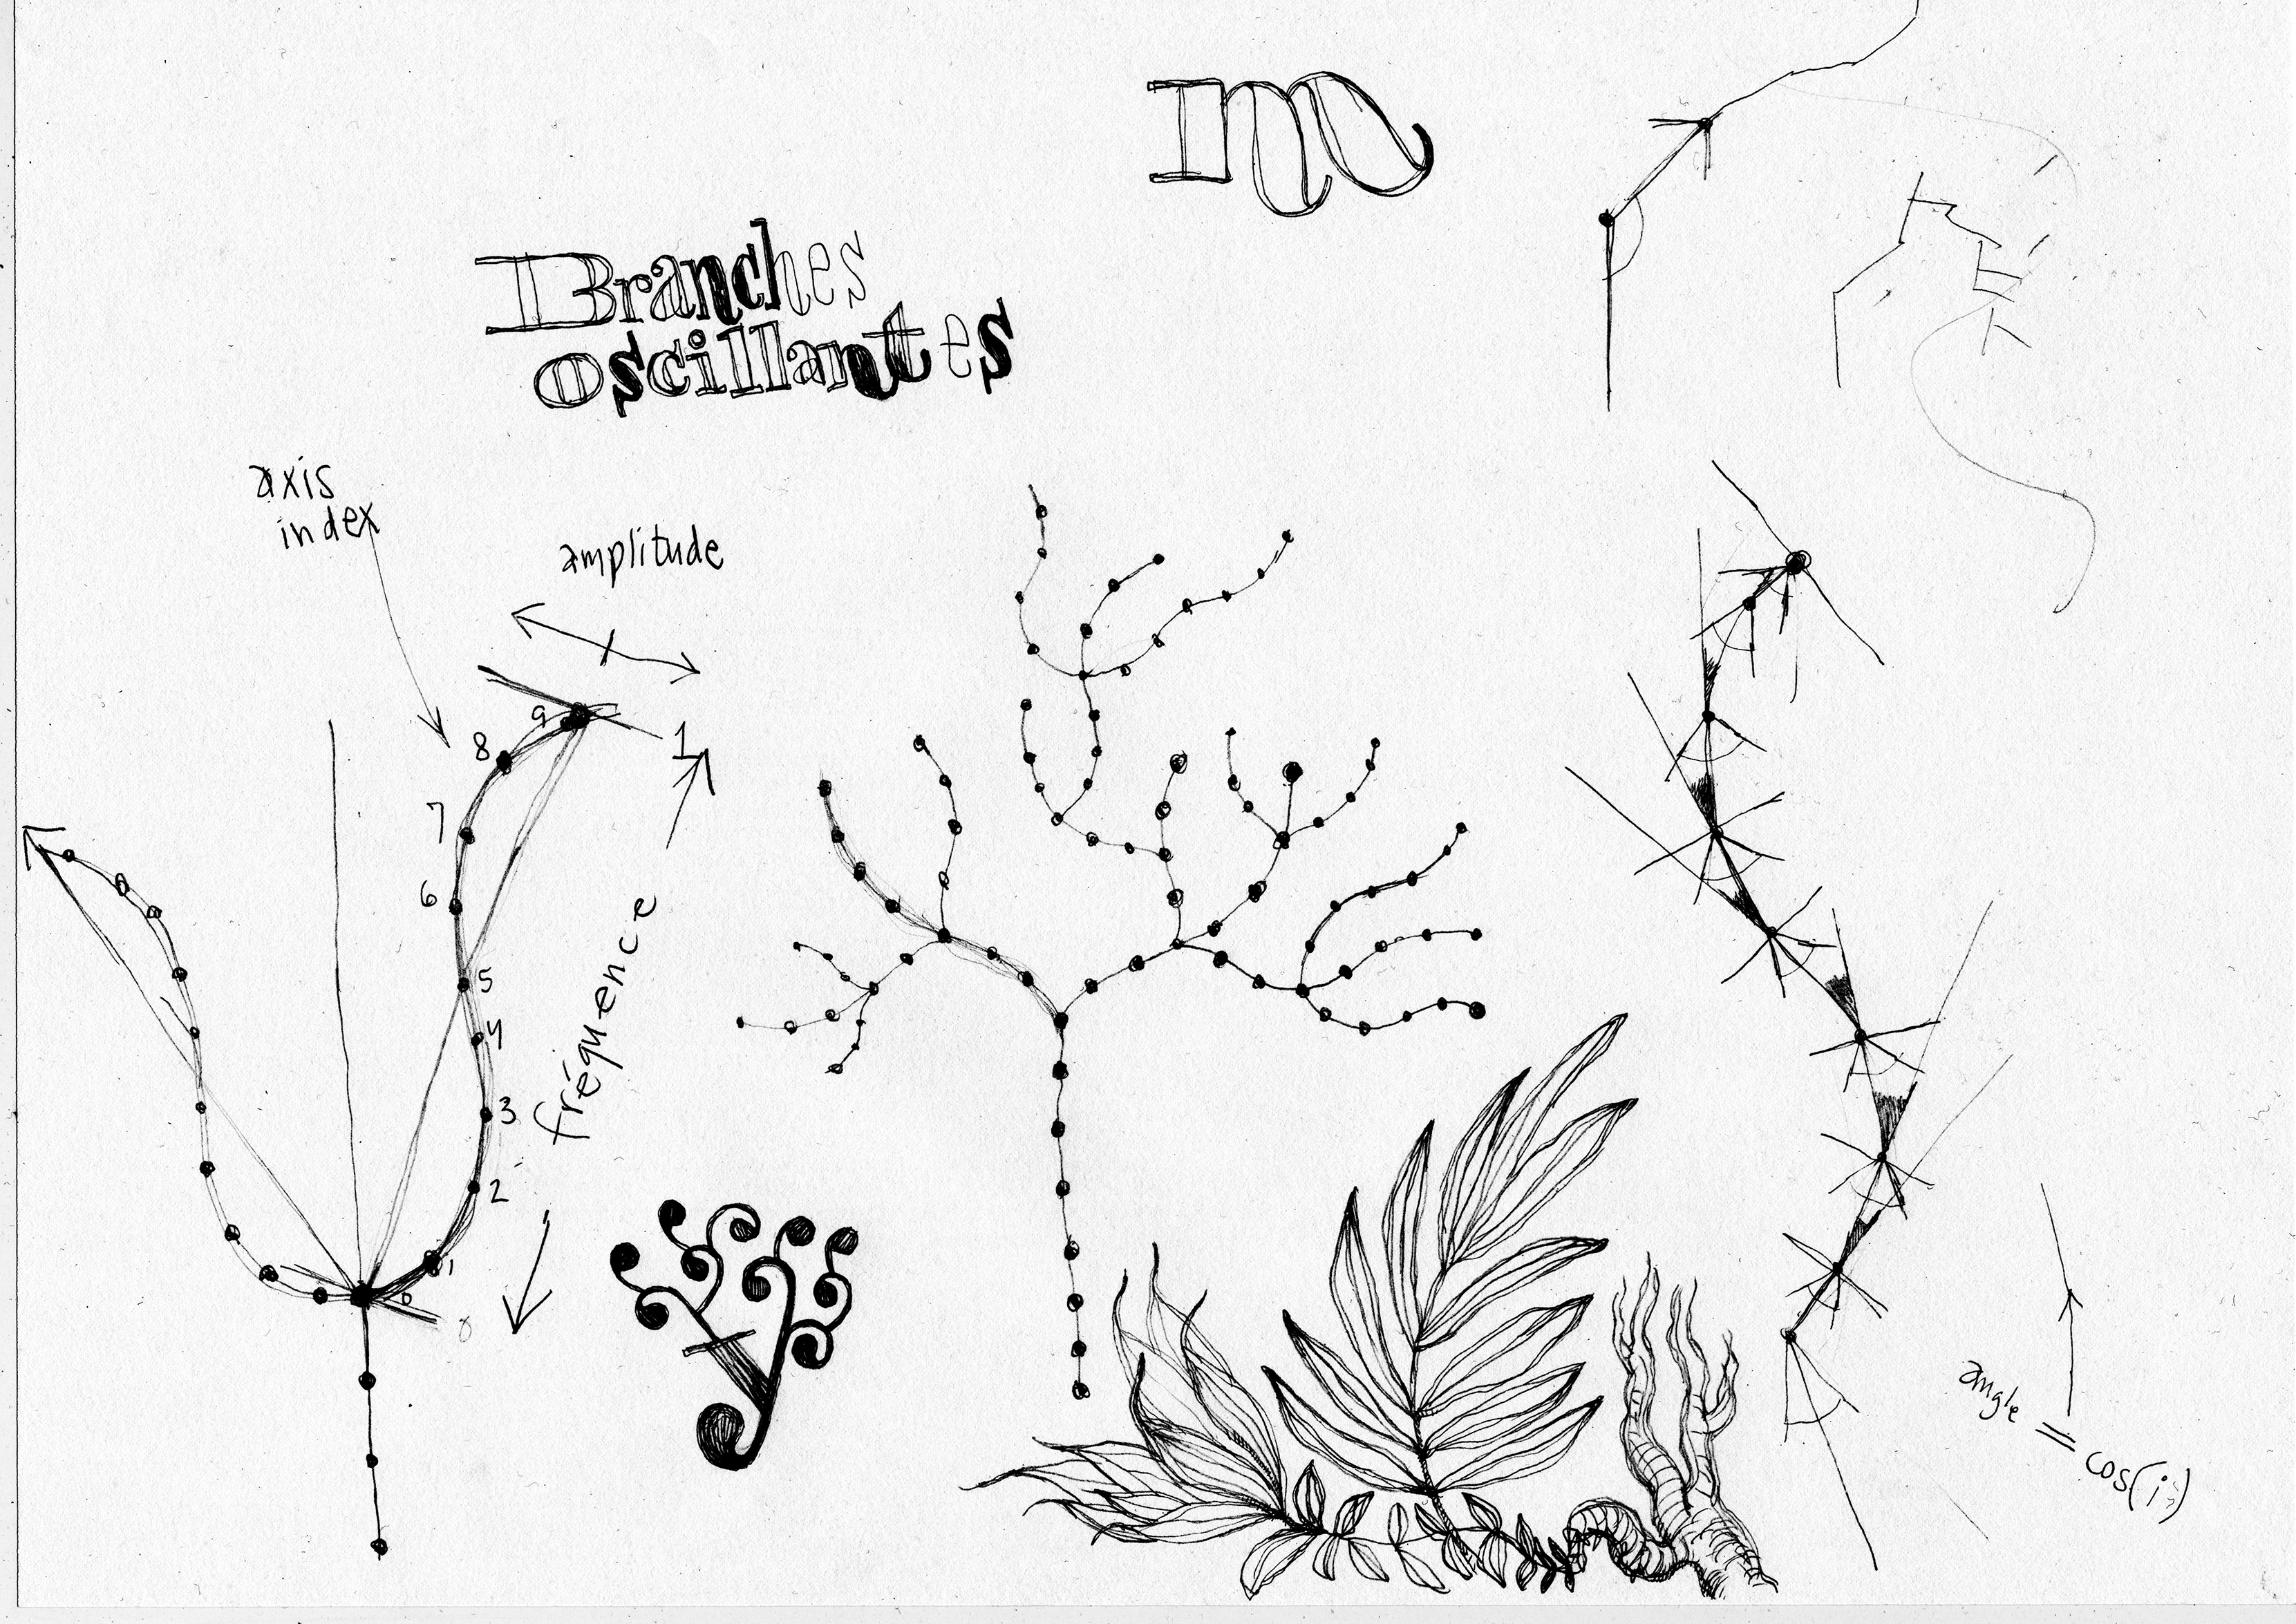 m
Branches
oscillantes
axis
index
amplitude
1
9
8
7
6
5
4
3
2
1
0
fréquence
angle = cos(i)